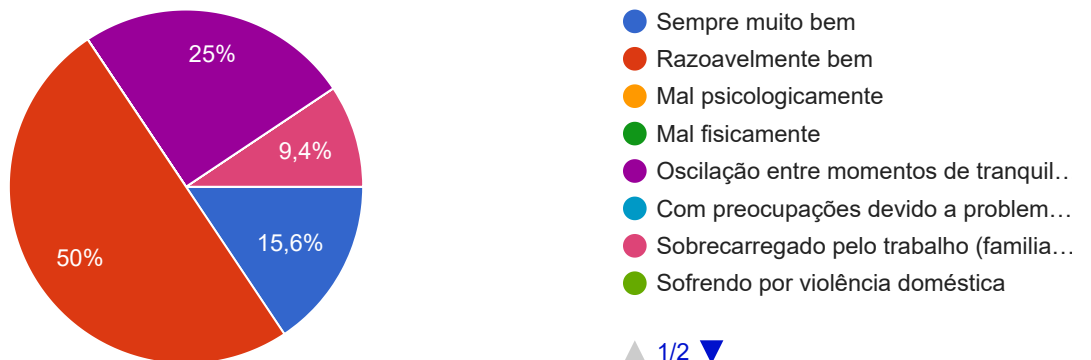 25%
9,4%
15,6%
50%
Sempre muito bem
Razoavelmente bem
Mal psicologicamente
Mal fisicamente
Oscilação entre momentos de tranquil…
Com preocupações devido a problem…
Sobrecarregado pelo trabalho (familia…
Sofrendo por violência doméstica
1/2